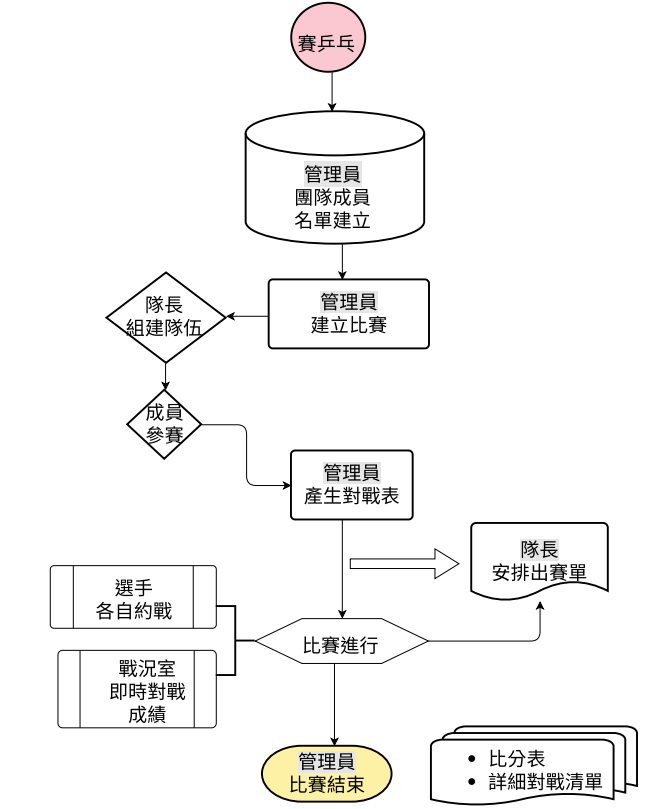 賽乒乓
管理員
團隊成員
名單建立
管理員
建立比賽
隊長
組建隊伍
成員
參賽
管理員
產生對戰表
隊長
安排出賽單
選手
各自約戰
比賽進行
戰況室
即時對戰
成績
管理員
比賽結束
比分表
詳細對戰清單